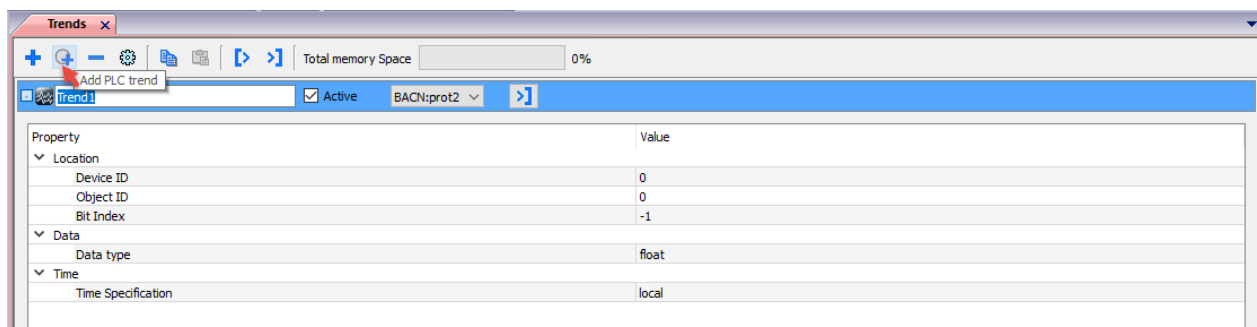 Trends
Total memory Space 0%
Add PLC trend
Trend1 Active BACN:prot2
Property Value
Location
Device ID 0
Object ID 0
Bit Index -1
Data
Data type float
Time
Time Specification local